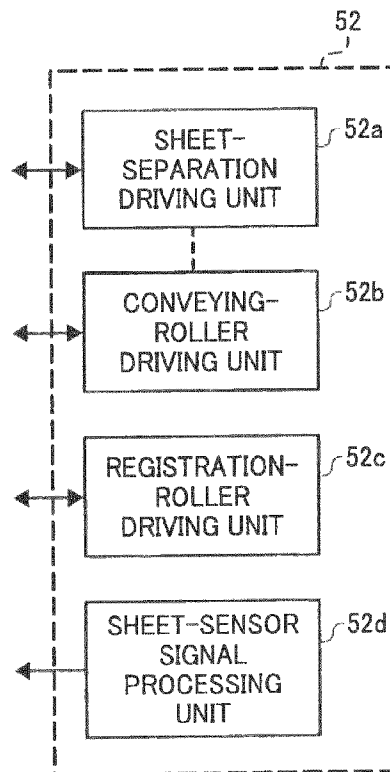 52
SHEET-
SEPARATION
DRIVING UNIT
52a
CONVEYING-
ROLLER
DRIVING UNIT
52b
REGISTRATION-
ROLLER
DRIVING UNIT
52c
SHEET-SENSOR
SIGNAL
PROCESSING
UNIT
52d